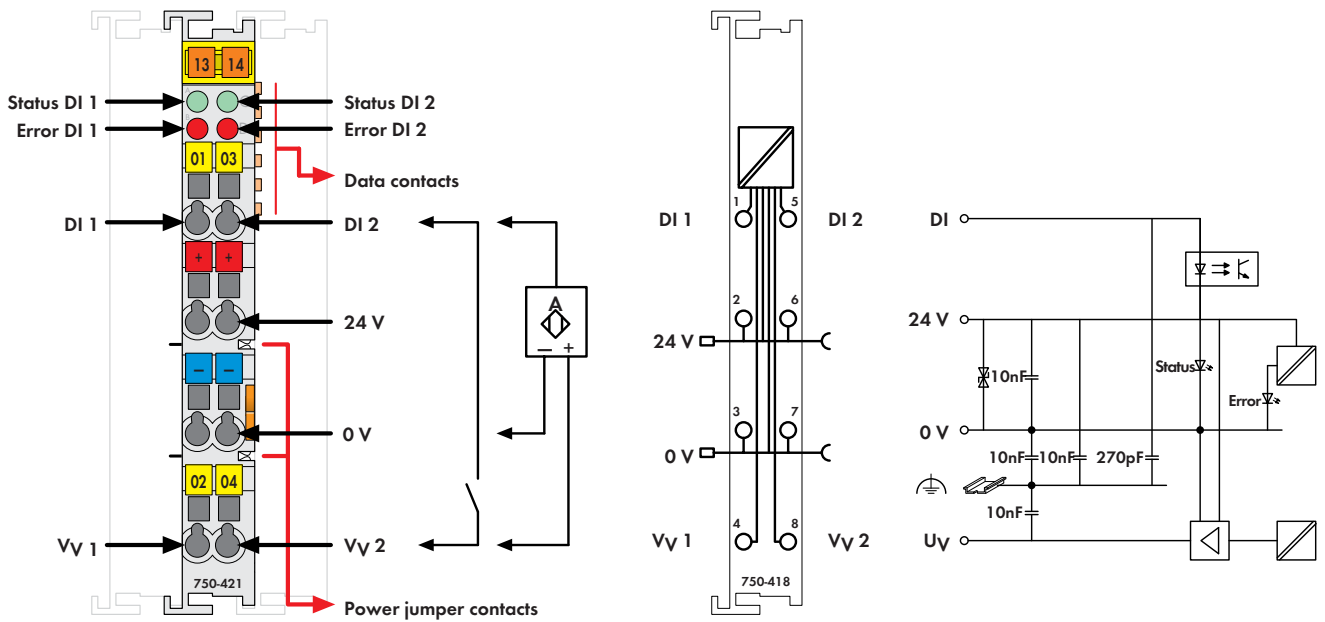 13 14
A C
Status DI 1
Status DI 2
B D
Error DI 1
Error DI 2
01 03
Data contacts
DI 1
DI 2
+ +
24 V
A
− +
− −
0 V
02 04
VV 1
VV 2
750-421
Power jumper contacts
1 5
DI 1
DI 2
2 6
24 V
3 7
0 V
4 8
VV 1
VV 2
750-418
DI
24 V
10nF
Status
Error
0 V
10nF 10nF 270pF
10nF
UV